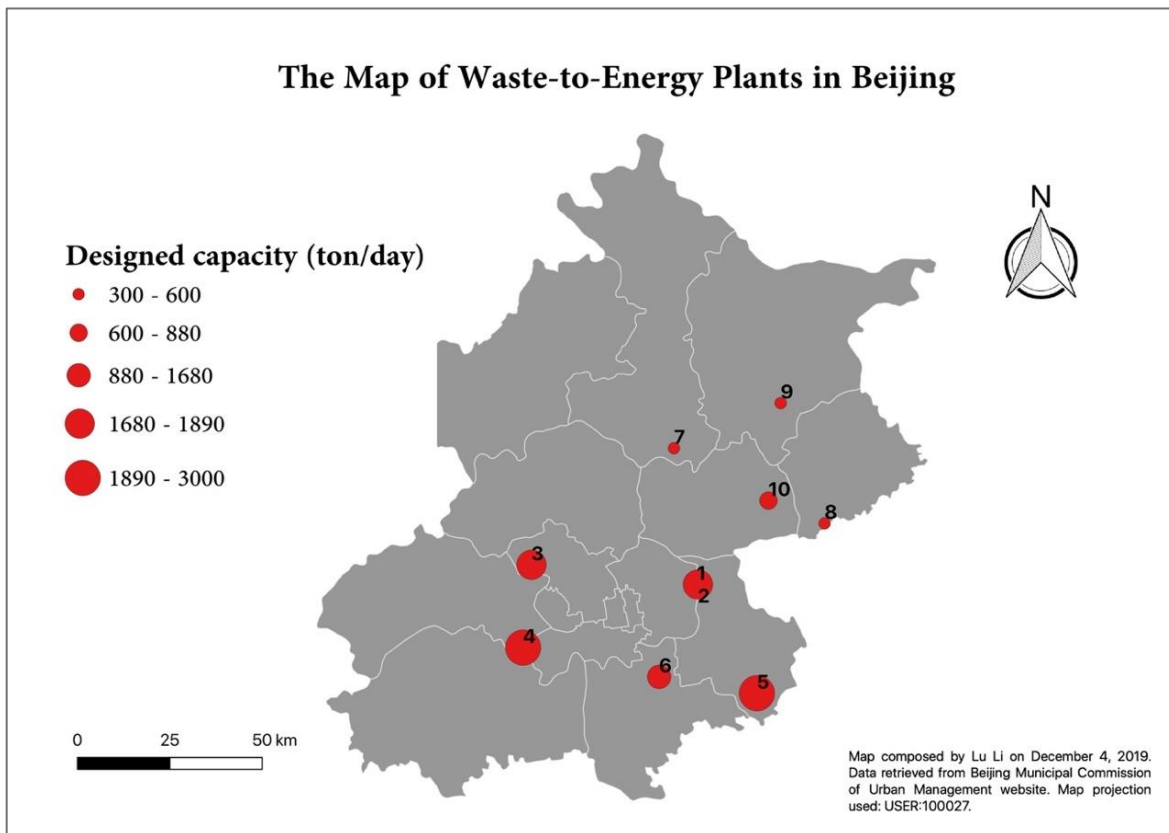 The Map of Waste-to-Energy Plants in Beijing
N
Designed capacity (ton/day)
300 - 600
600 - 880
880 - 1680
1680 - 1890
1890 - 3000
9
7
10
8
3
1
2
4
6
5
0 25 50 km
Map composed by Lu Li on December 4, 2019.
Data retrieved from Beijing Municipal Commission
of Urban Management website. Map projection
used: USER:100027.